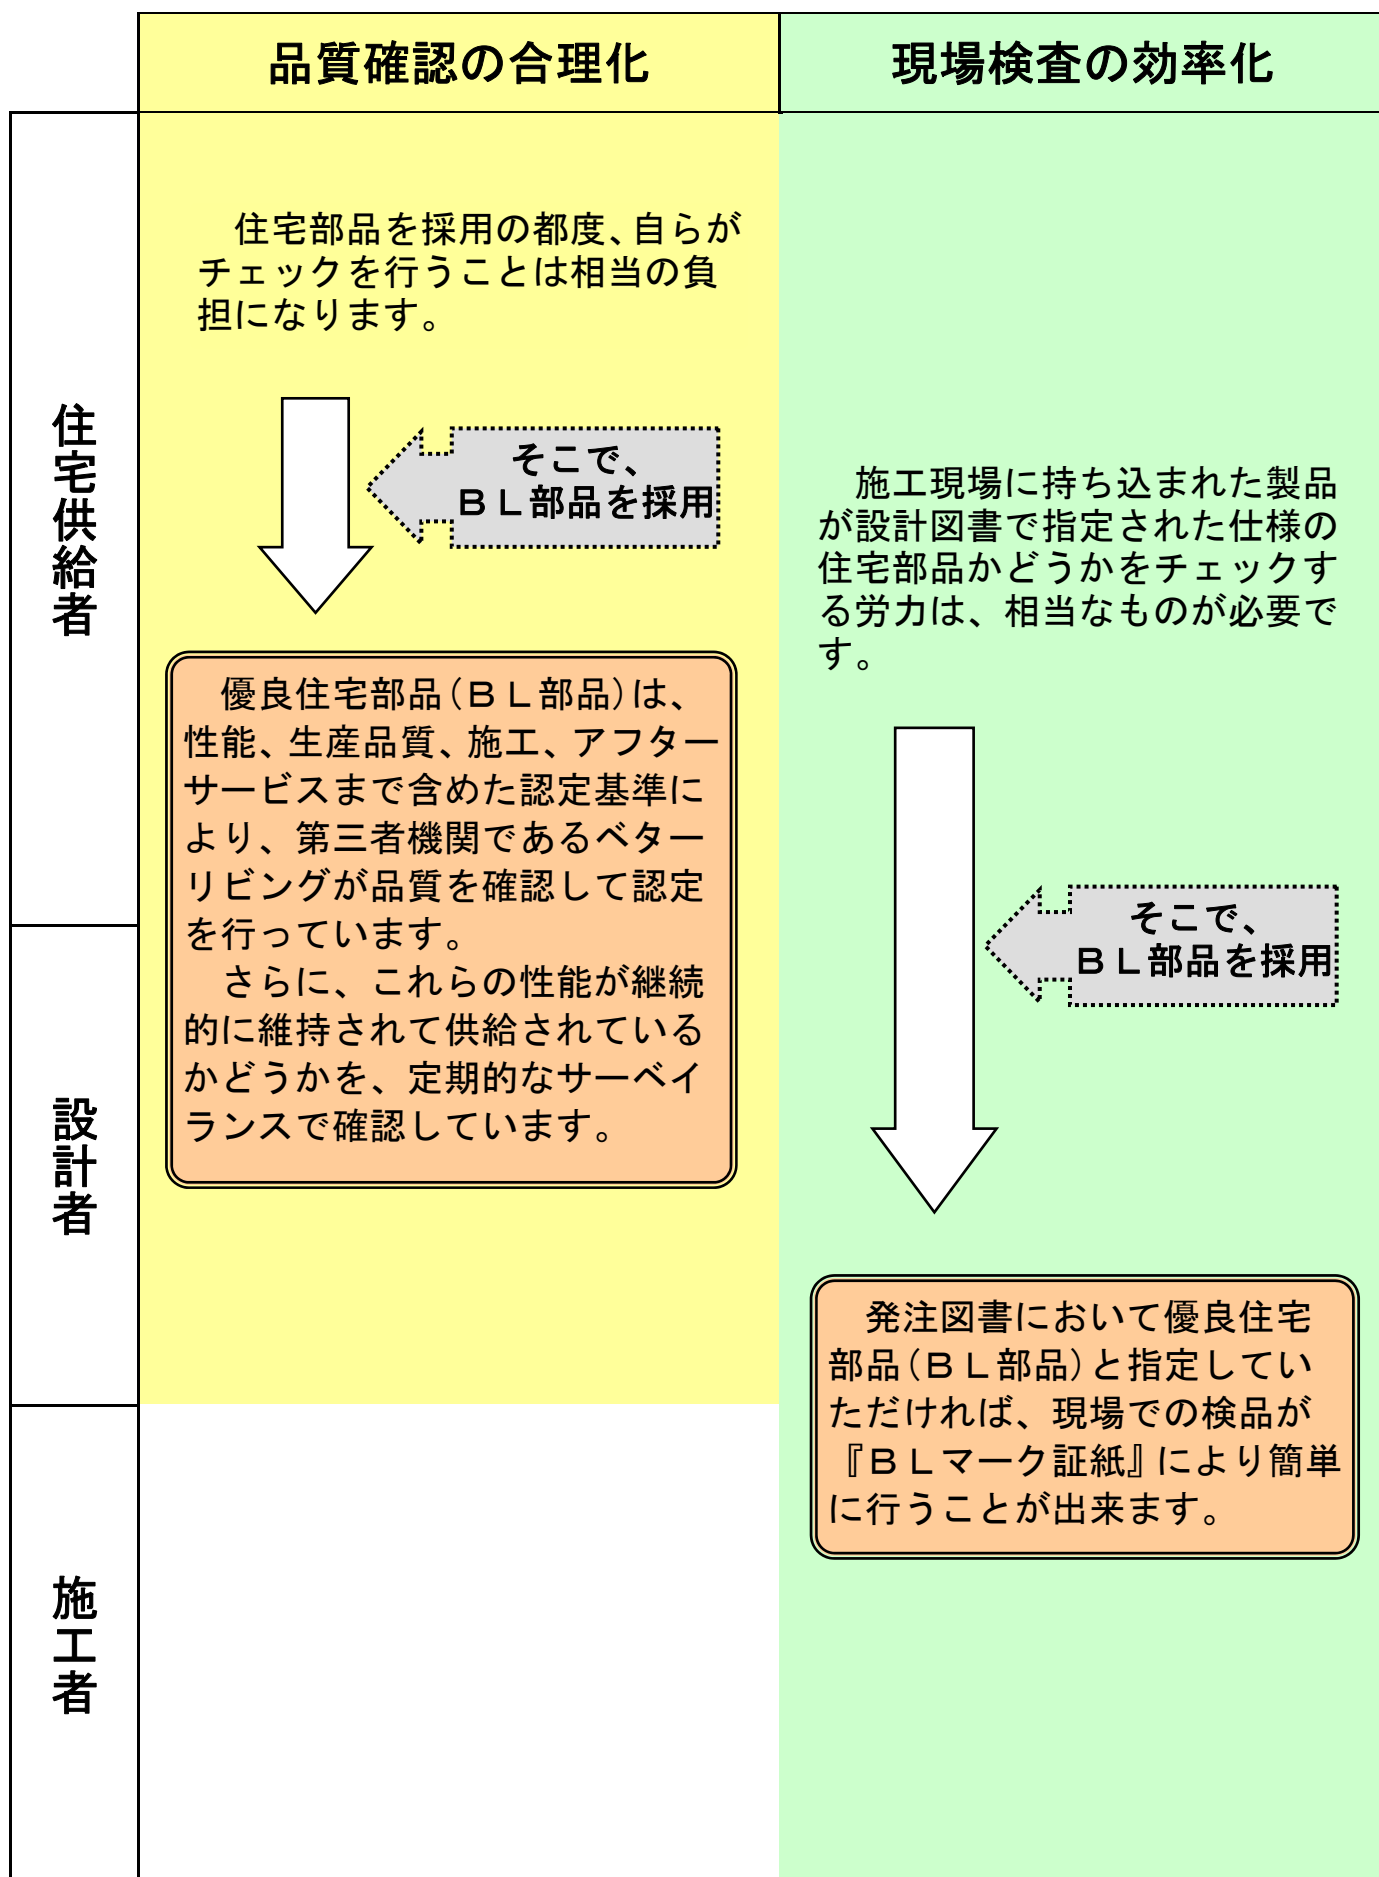 品質確認の合理化
現場検査の効率化
住宅供給者
設計者
施工者
住宅部品を採用の都度、自らが
チェックを行うことは相当の負
担になります。
そこで、
ＢＬ部品を採用
優良住宅部品（ＢＬ部品）は、
性能、生産品質、施工、アフター
サービスまで含めた認定基準に
より、第三者機関であるベター
リビングが品質を確認して認定
を行っています。
さらに、これらの性能が継続
的に維持されて供給されている
かどうかを、定期的なサーベイ
ランスで確認しています。
施工現場に持ち込まれた製品
が設計図書で指定された仕様の
住宅部品かどうかをチェックす
る労力は、相当なものが必要で
す。
そこで、
ＢＬ部品を採用
発注図書において優良住宅
部品（ＢＬ部品）と指定してい
ただければ、現場での検品が
『ＢＬマーク証紙』により簡単
に行うことが出来ます。